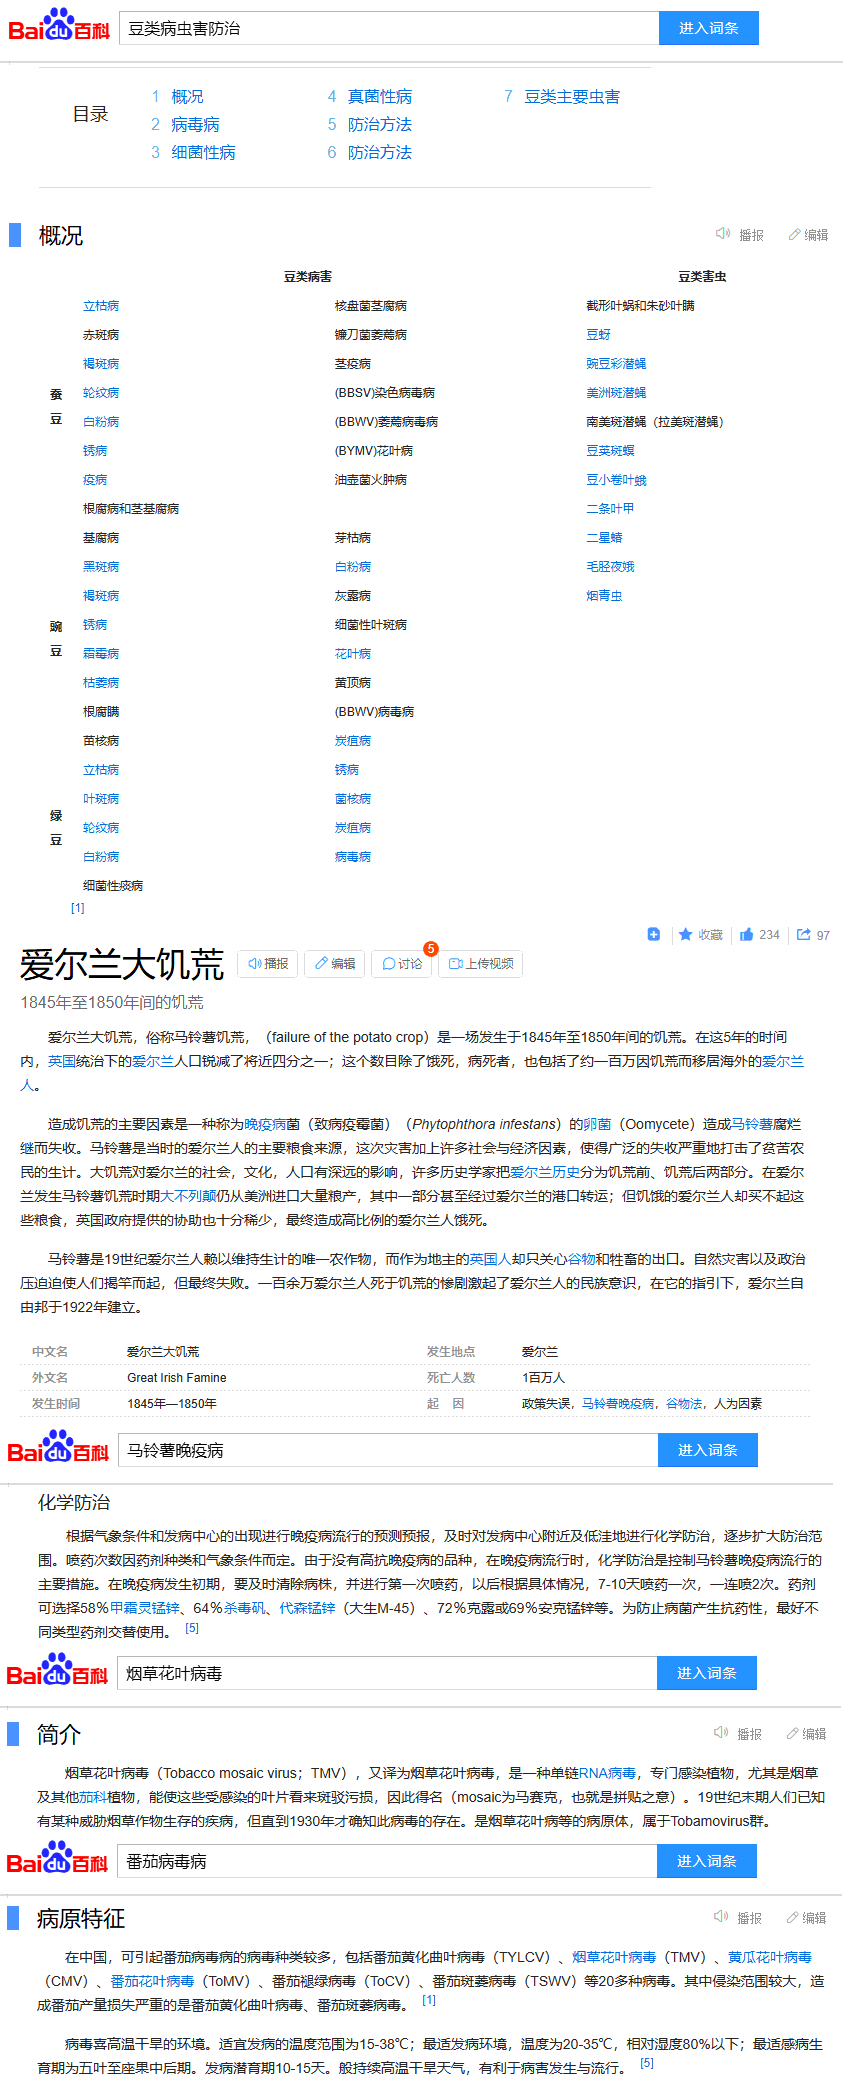 Bai du 百科 豆类病虫害防治 进入词条
目录
1 概况 4 真菌性病 7 豆类主要虫害
2 病毒病 5 防治方法
3 细菌性病 6 防治方法
概况 播报 编辑
豆类病害 豆类害虫
蚕豆
立枯病 核盘菌茎腐病 截形叶蜗和朱砂叶瞒
赤斑病 镰刀菌萎蔫病 豆蚜
褐斑病 茎疫病 豌豆彩潜蝇
轮纹病 (BBSV)染色病毒病 美洲斑潜蝇
白粉病 (BBWV)萎蔫病毒病 南美斑潜蝇（拉美斑潜蝇）
锈病 (BYMV)花叶病 豆荚斑螟
疫病 油壶菌火肿病 豆小卷叶蛾
根腐病和茎基腐病 二条叶甲
豌豆
基腐病 芽枯病 二星蝽
黑斑病 白粉病 毛胫夜娥
褐斑病 灰露病 烟青虫
锈病 细菌性叶斑病
霜霉病 花叶病
枯萎病 黄顶病
根腐瞒 (BBWV)病毒病
苗核病 炭疽病
绿豆
立枯病 锈病
叶斑病 菌核病
轮纹病 炭疽病
白粉病 病毒病
细菌性痰病
[1]
收藏 234 97
爱尔兰大饥荒 播报 编辑 讨论 5 上传视频
1845年至1850年间的饥荒
爱尔兰大饥荒，俗称马铃薯饥荒，（failure of the potato crop）是一场发生于1845年至1850年间的饥荒。在这5年的时间
内，英国统治下的爱尔兰人口锐减了将近四分之一；这个数目除了饿死，病死者，也包括了约一百万因饥荒而移居海外的爱尔兰
人。
造成饥荒的主要因素是一种称为晚疫病菌（致病疫霉菌）（Phytophthora infestans）的卵菌（Oomycete）造成马铃薯腐烂
继而失收。马铃薯是当时的爱尔兰人的主要粮食来源，这次灾害加上许多社会与经济因素，使得广泛的失收严重地打击了贫苦农
民的生计。大饥荒对爱尔兰的社会，文化，人口有深远的影响，许多历史学家把爱尔兰历史分为饥荒前、饥荒后两部分。在爱尔
兰发生马铃薯饥荒时期大不列颠仍从美洲进口大量粮产，其中一部分甚至经过爱尔兰的港口转运；但饥饿的爱尔兰人却买不起这
些粮食，英国政府提供的协助也十分稀少，最终造成高比例的爱尔兰人饿死。
马铃薯是19世纪爱尔兰人赖以维持生计的唯一农作物，而作为地主的英国人却只关心谷物和牲畜的出口。自然灾害以及政治
压迫迫使人们揭竿而起，但最终失败。一百余万爱尔兰人死于饥荒的惨剧激起了爱尔兰人的民族意识，在它的指引下，爱尔兰自
由邦于1922年建立。
中文名 爱尔兰大饥荒 发生地点 爱尔兰
外文名 Great Irish Famine 死亡人数 1百万人
发生时间 1845年—1850年 起 因 政策失误，马铃薯晚疫病，谷物法，人为因素
Bai du 百科 马铃薯晚疫病 进入词条
化学防治
根据气象条件和发病中心的出现进行晚疫病流行的预测预报，及时对发病中心附近及低洼地进行化学防治，逐步扩大防治范
围。喷药次数因药剂种类和气象条件而定。由于没有高抗晚疫病的品种，在晚疫病流行时，化学防治是控制马铃薯晚疫病流行的
主要措施。在晚疫病发生初期，要及时清除病株，并进行第一次喷药，以后根据具体情况，7-10天喷药一次，一连喷2次。药剂
可选择58%甲霜灵锰锌、64%杀毒矾、代森锰锌（大生M-45）、72%克露或69%安克锰锌等。为防止病菌产生抗药性，最好不
同类型药剂交替使用。 [5]
Bai du 百科 烟草花叶病毒 进入词条
简介 播报 编辑
烟草花叶病毒（Tobacco mosaic virus；TMV），又译为烟草花叶病毒，是一种单链RNA病毒，专门感染植物，尤其是烟草
及其他茄科植物，能使这些受感染的叶片看来斑驳污损，因此得名（mosaic为马赛克，也就是拼贴之意）。19世纪末期人们已知
有某种威胁烟草作物生存的疾病，但直到1930年才确知此病毒的存在。是烟草花叶病等的病原体，属于Tobamovirus群。
Bai du 百科 番茄病毒病 进入词条
病原特征 播报 编辑
在中国，可引起番茄病毒病的病毒种类较多，包括番茄黄化曲叶病毒（TYLCV）、烟草花叶病毒（TMV）、黄瓜花叶病毒
（CMV）、番茄花叶病毒（ToMV）、番茄褪绿病毒（ToCV）、番茄斑萎病毒（TSWV）等20多种病毒。其中侵染范围较大，造
成番茄产量损失严重的是番茄黄化曲叶病毒、番茄斑萎病毒。 [1]
病毒喜高温干旱的环境。适宜发病的温度范围为15-38℃；最适发病环境，温度为20-35℃，相对湿度80%以下；最适感病生
育期为五叶至座果中后期。发病潜育期10-15天。般持续高温干旱天气，有利于病害发生与流行。 [5]